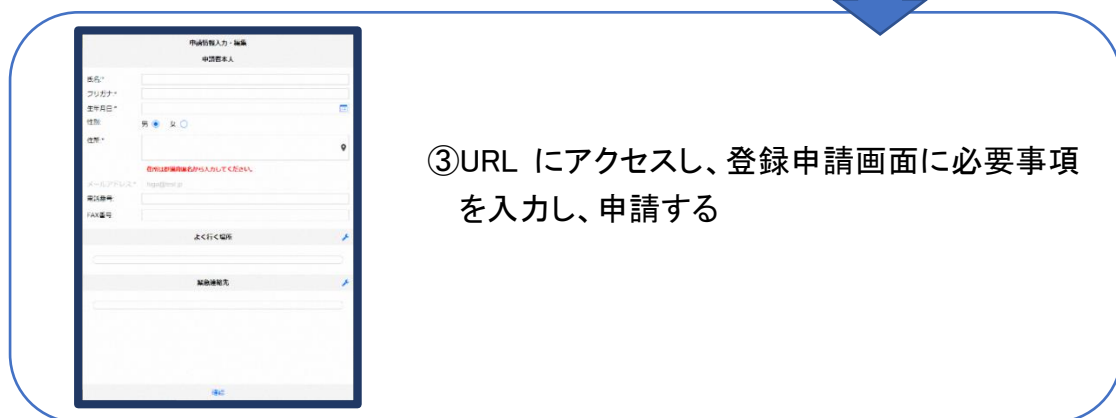 申請情報入力・編集
申請者本人
氏名:*
フリガナ:*
生年月日:*
性別:
男 女
住所:*
住所は都道府県名から入力してください。
メールアドレス:*
電話番号:
FAX番号:
よく行く場所
緊急連絡先
確認
③URL にアクセスし、登録申請画面に必要事項
を入力し、申請する